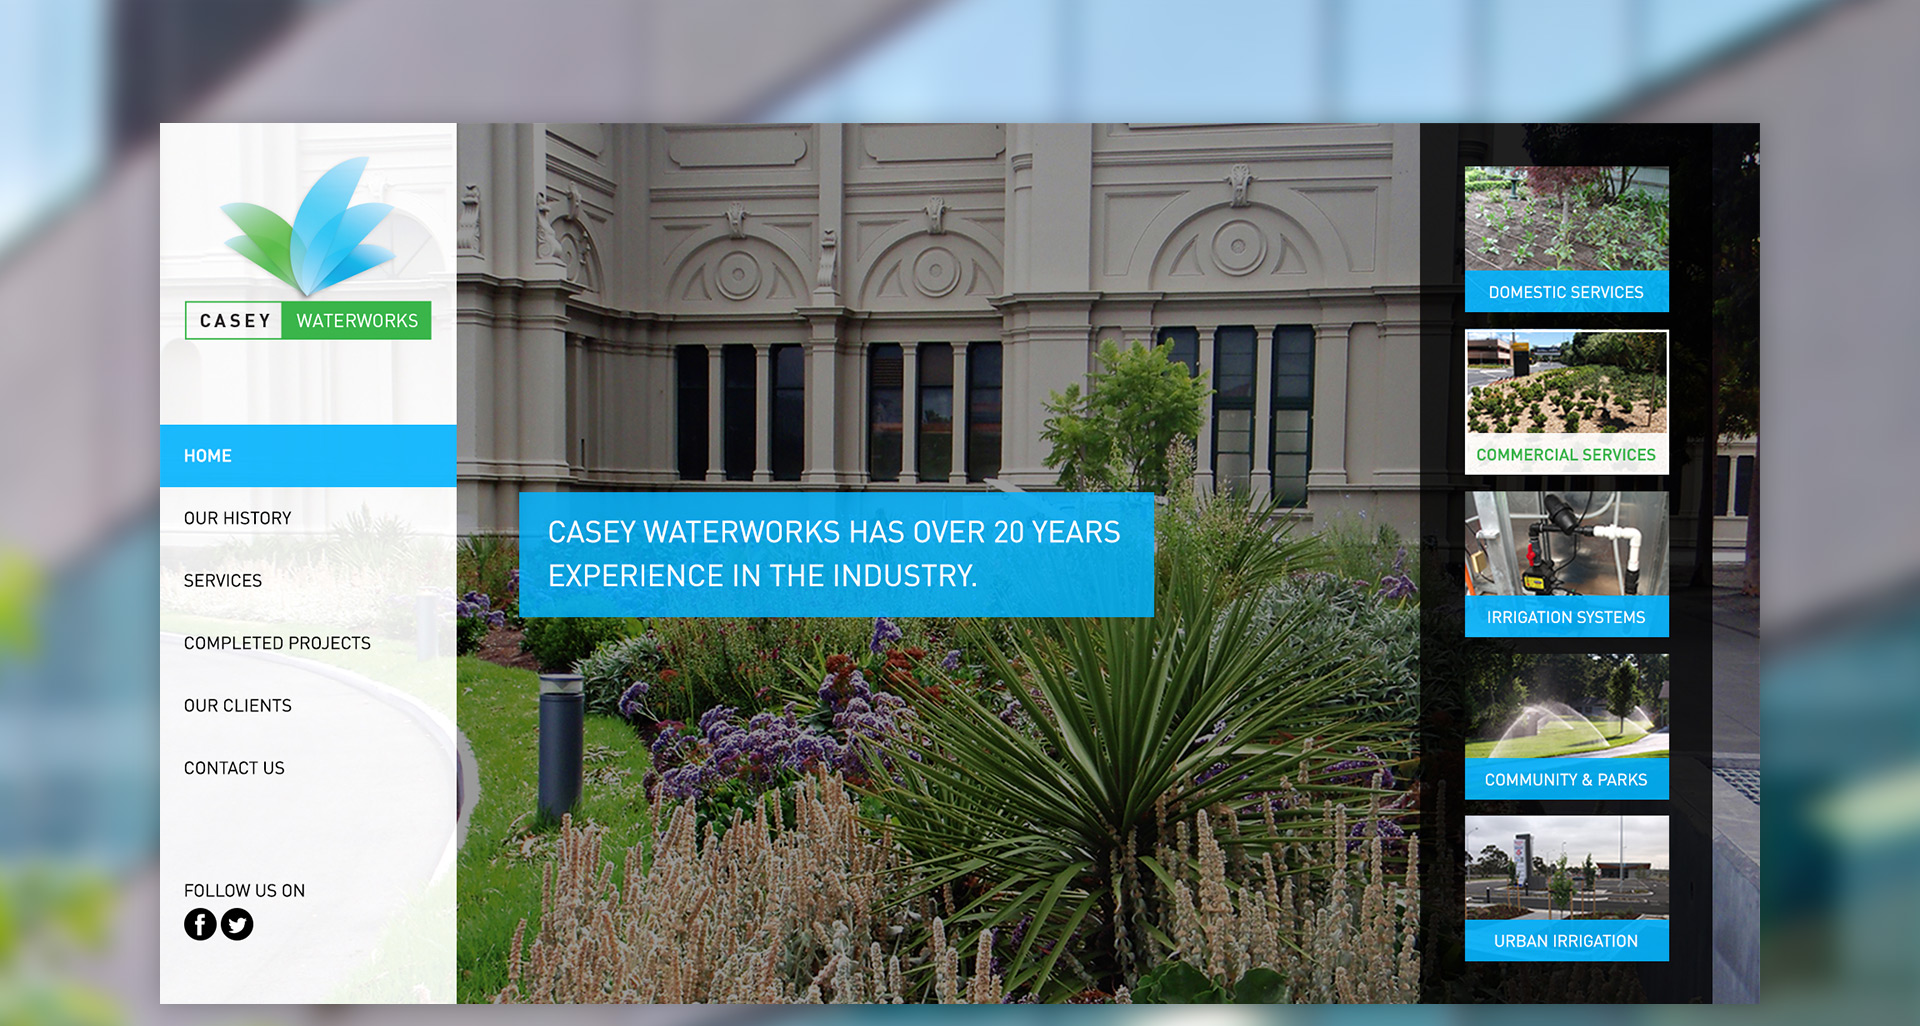 CASEY WATERWORKS
HOME
OUR HISTORY
SERVICES
COMPLETED PROJECTS
OUR CLIENTS
CONTACT US
FOLLOW US ON
CASEY WATERWORKS HAS OVER 20 YEARS
EXPERIENCE IN THE INDUSTRY.
DOMESTIC SERVICES
COMMERCIAL SERVICES
IRRIGATION SYSTEMS
COMMUNITY & PARKS
URBAN IRRIGATION